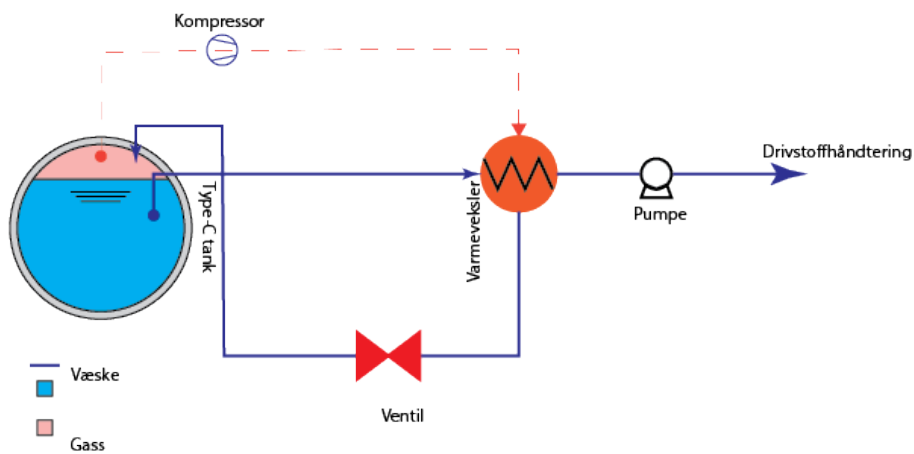 Kompressor
Drivstoffhåndtering
Type -C tank
Varmeveksler
Pumpe
Væske
Ventil
Gass